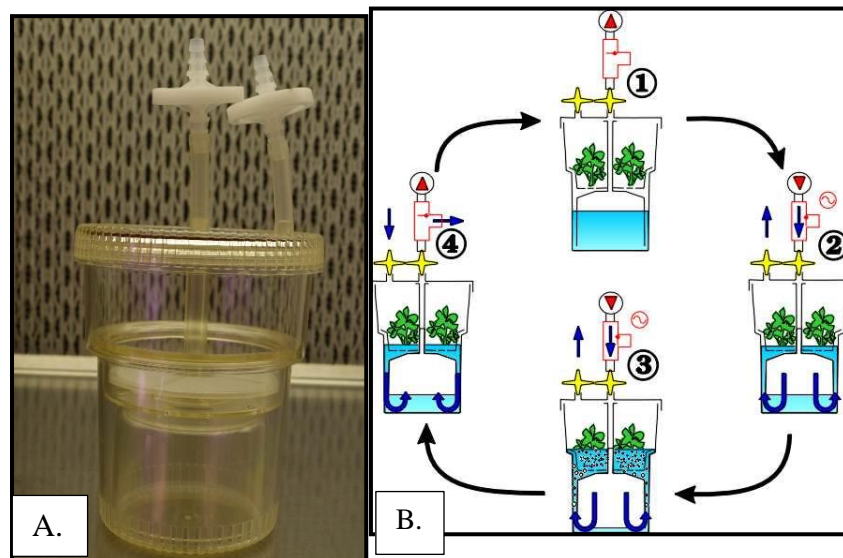 A.
B.
①
②
③
④